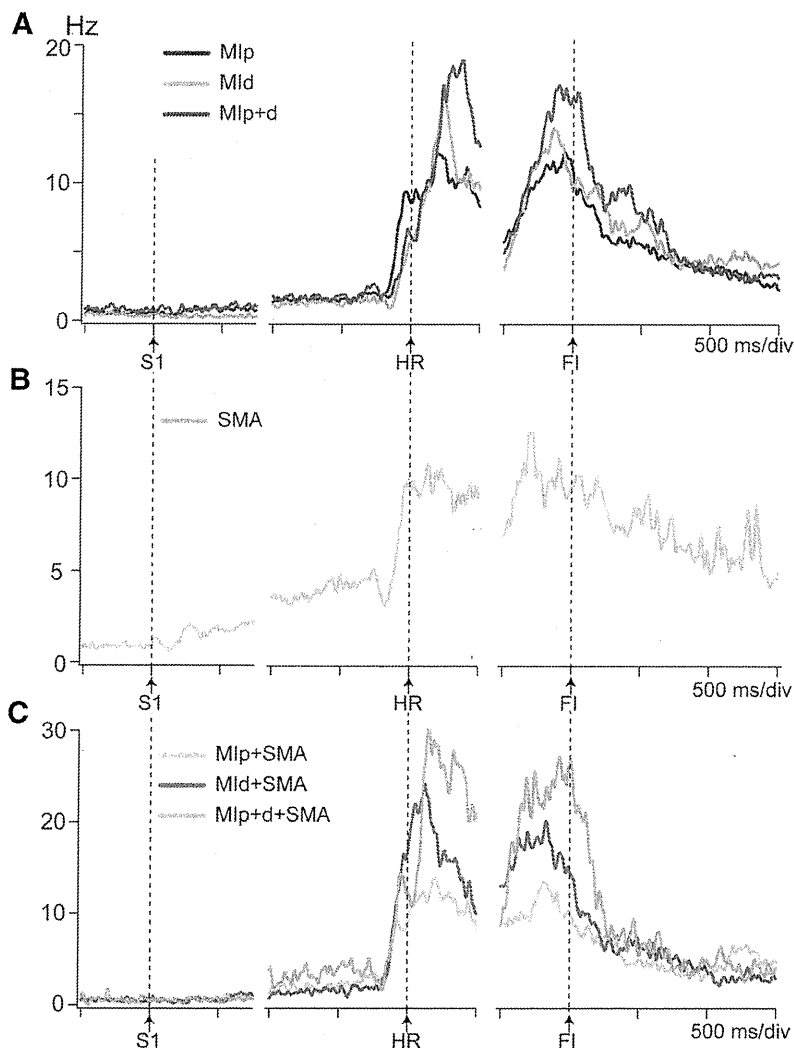 A Hz
20
MIp
MId
MIp+d
10
0
S1 HR FI 500 ms/div
B
15
SMA
10
5
0
S1 HR FI 500 ms/div
C
30
MIp+SMA
MId+SMA
MIp+d+SMA
20
10
0
S1 HR FI 500 ms/div